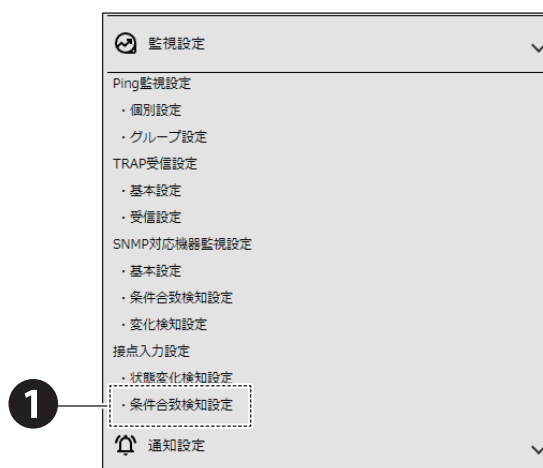 監視設定
Ping監視設定
・個別設定
・グループ設定
TRAP受信設定
・基本設定
・受信設定
SNMP対応機器監視設定
・基本設定
・条件合致検知設定
・変化検知設定
接点入力設定
・状態変化検知設定
1
・条件合致検知設定
通知設定